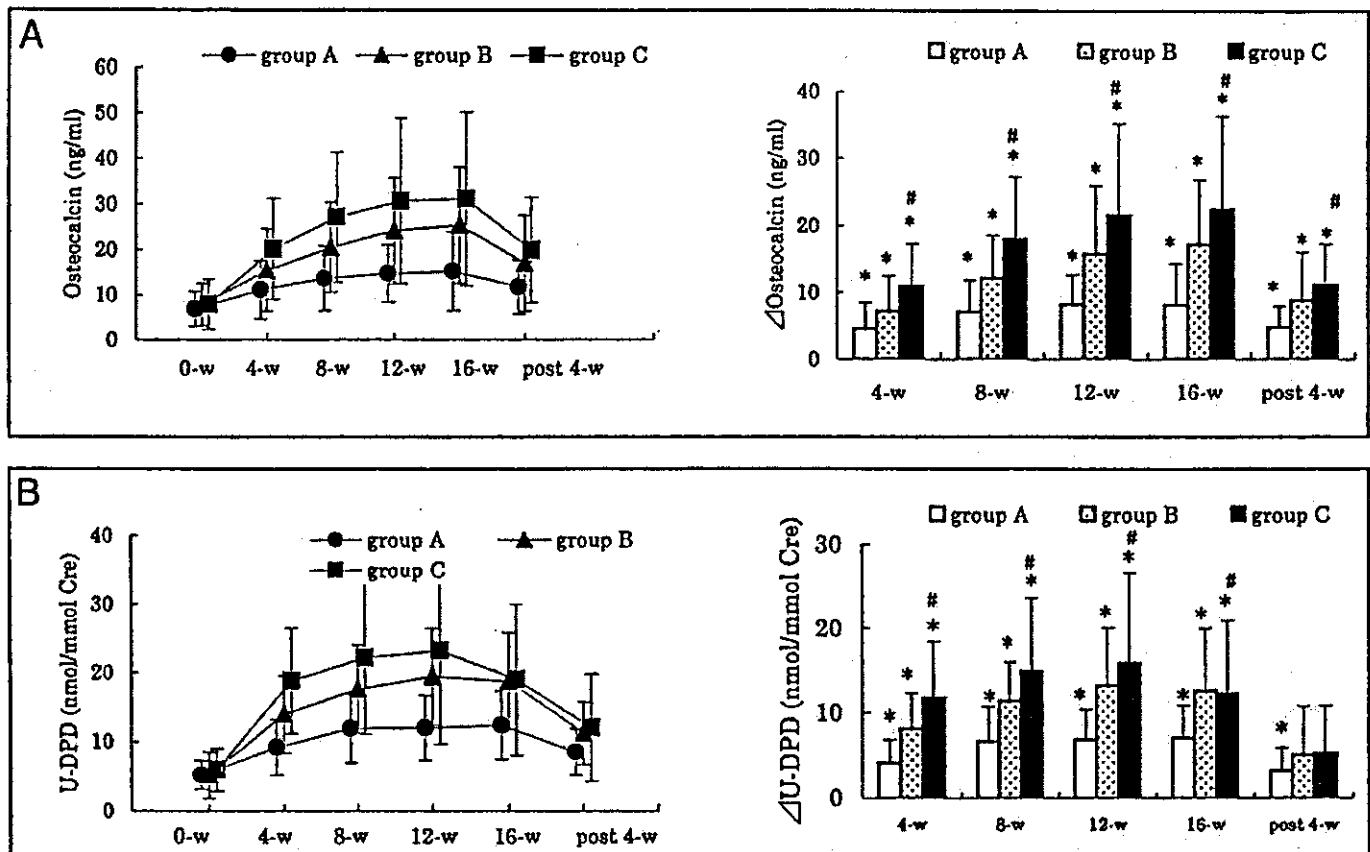 A
group A group B group C
Osteocalcin (ng/ml)
60
50
40
30
20
10
0
0-w 4-w 8-w 12-w 16-w post 4-w
group A group B group C
⊿Osteocalcin (ng/ml)
40
30
20
10
0
* * # *
* * # *
* * # *
* * # *
* * # *
4-w 8-w 12-w 16-w post 4-w
B
group A group B
group C
U-DPD (nmol/mmol Cre)
40
30
20
10
0
0-w 4-w 8-w 12-w 16-w post 4-w
group A group B group C
⊿U-DPD (nmol/mmol Cre)
30
20
10
0
* * # *
* * # *
* * # *
* * # *
*
4-w 8-w 12-w 16-w post 4-w